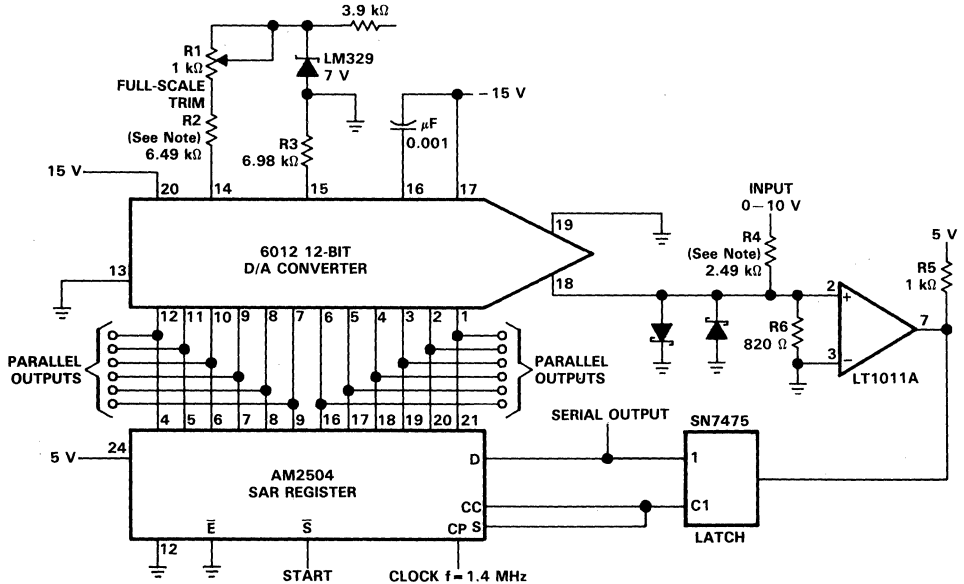 3.9 kΩ
R1
1 kΩ
FULL-SCALE
TRIM
LM329
7 V
R2
(See Note)
6.49 kΩ
R3
6.98 kΩ
μF
0.001
−15 V
15 V
20
14
15
16
17
6012 12-BIT
D/A CONVERTER
13
19
18
INPUT
0−10 V
R4
(See Note)
2.49 kΩ
5 V
R5
1 kΩ
R6
820 Ω
2
+
3
−
7
LT1011A
12
11
10
9
8
7
6
5
4
3
2
1
PARALLEL
OUTPUTS
PARALLEL
OUTPUTS
4
5
6
7
8
9
16
17
18
19
20
21
5 V
24
AM2504
SAR REGISTER
D
CC
S
CP
SERIAL OUTPUT
SN7475
1
C1
LATCH
12
E̅
S̅
START
CLOCK f = 1.4 MHz